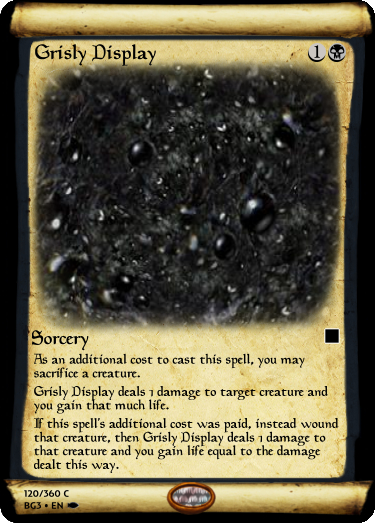 Grisly Display 1
Sorcery
As an additional cost to cast this spell, you may
sacrifice a creature.
Grisly Display deals 1 damage to target creature and
you gain that much life.
If this spell's additional cost was paid, instead wound
that creature, then Grisly Display deals 1 damage to
that creature and you gain life equal to the damage
dealt this way.
120/360 C
BG3 • EN